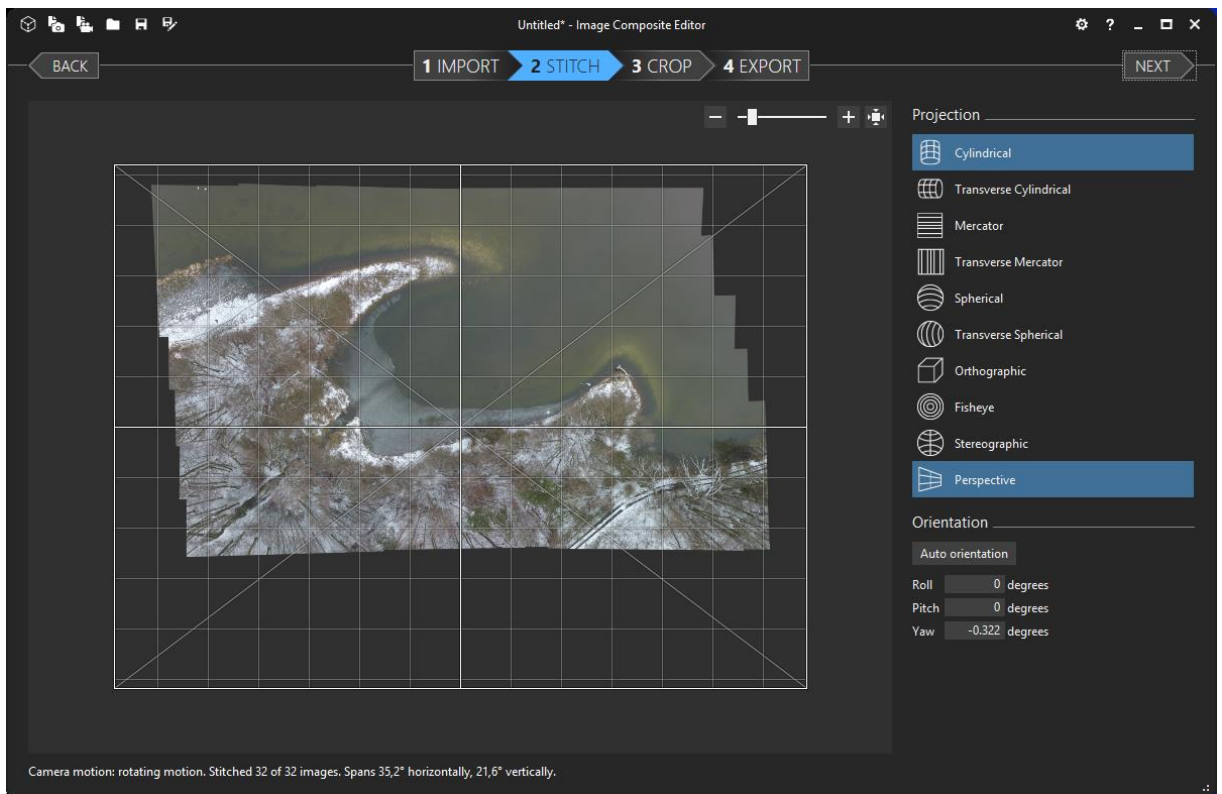 Untitled* - Image Composite Editor
?
BACK
1 IMPORT 2 STITCH 3 CROP 4 EXPORT
NEXT
Projection
Cylindrical
Transverse Cylindrical
Mercator
Transverse Mercator
Spherical
Transverse Spherical
Orthographic
Fisheye
Stereographic
Perspective
Orientation
Auto orientation
Roll 0 degrees
Pitch 0 degrees
Yaw -0.322 degrees
Camera motion: rotating motion. Stitched 32 of 32 images. Spans 35,2° horizontally, 21,6° vertically.